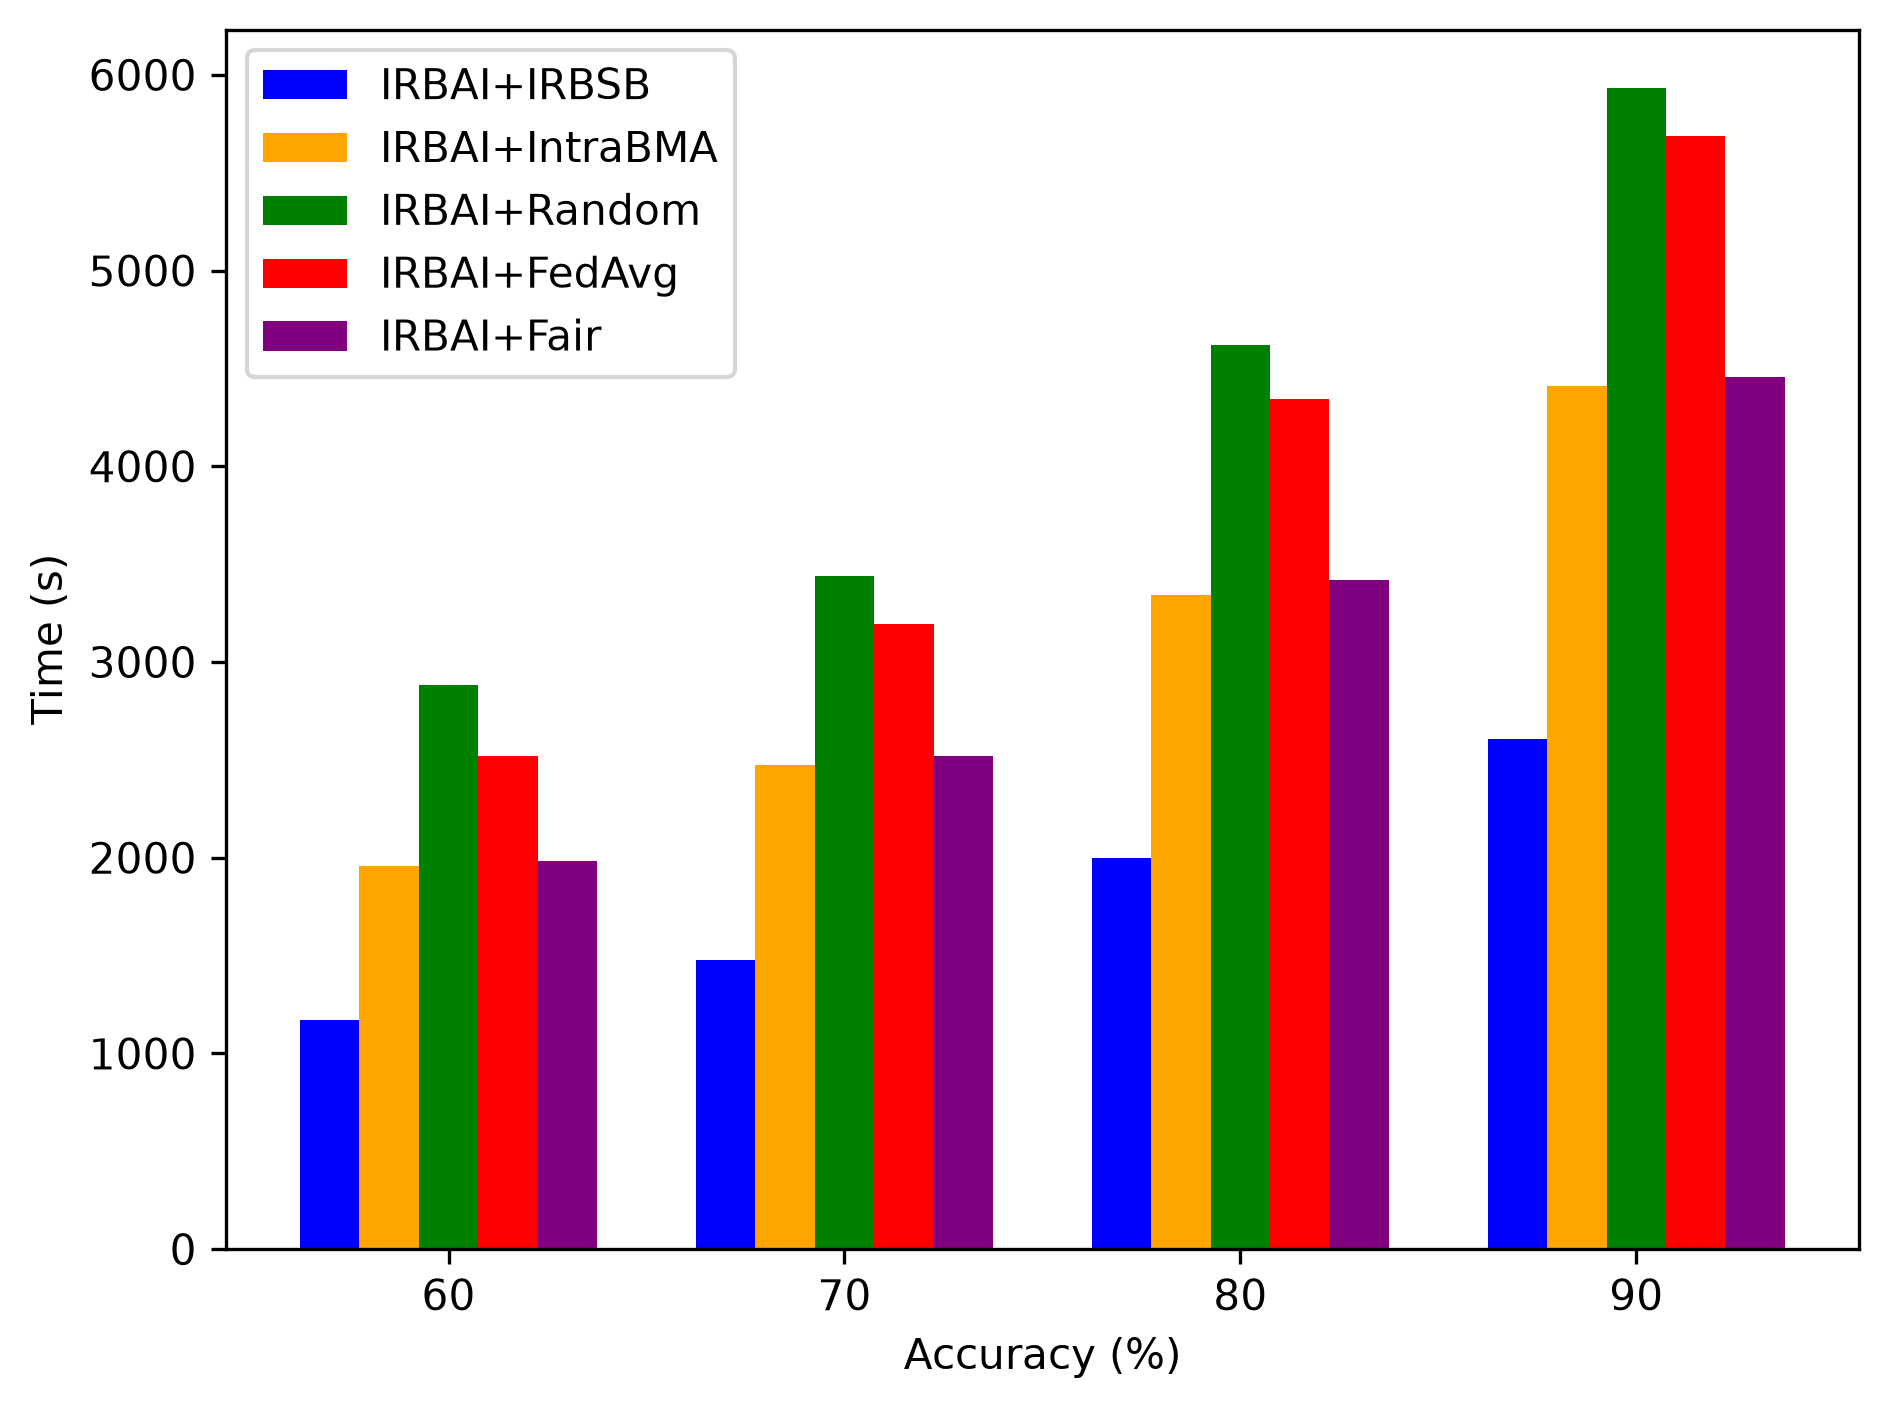 IRBAI+IRBSB
IRBAI+IntraBMA
IRBAI+Random
IRBAI+FedAvg
IRBAI+Fair
6000
5000
4000
3000
2000
1000
0
Time (s)
60 70 80 90
Accuracy (%)